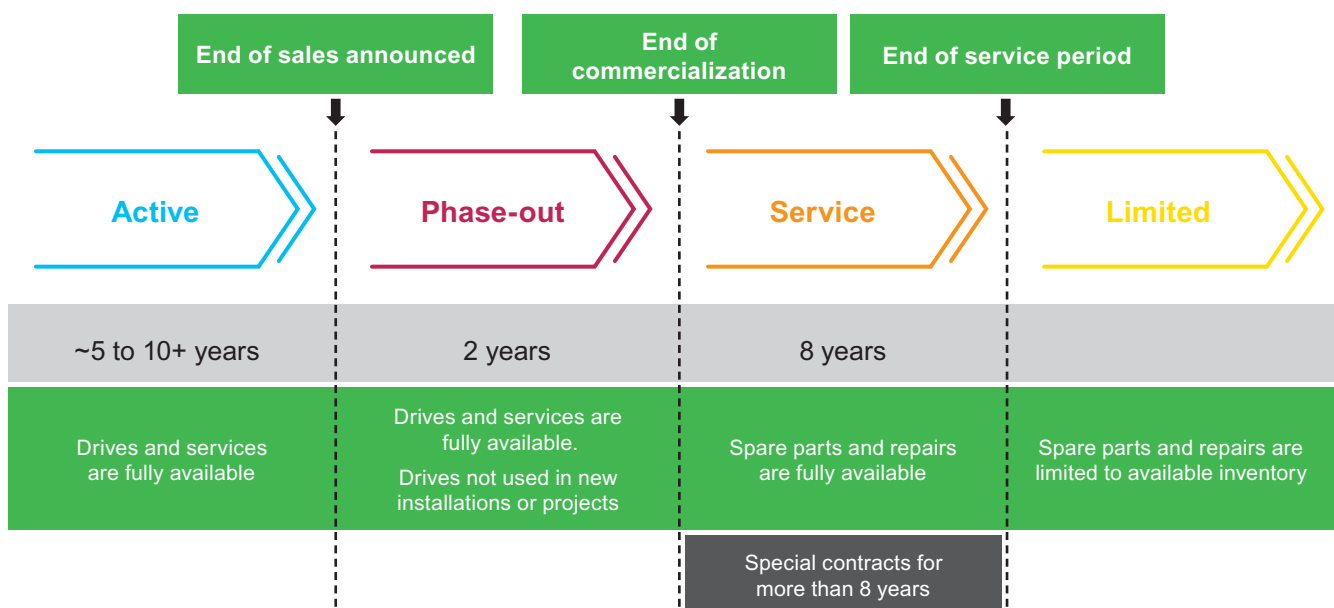 End of sales announced
End of
commercialization
End of service period
Active
Phase-out
Service
Limited
~5 to 10+ years
2 years
8 years
Drives and services
are fully available
Drives and services are
fully available.
Drives not used in new
installations or projects
Spare parts and repairs
are fully available
Spare parts and repairs are
limited to available inventory
Special contracts for
more than 8 years